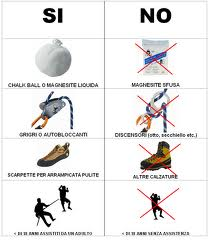 SI NO
CHALK BALL O MAGNESITE LIQUIDA MAGNESITE SFUSA
GRIGRI O AUTOBLOCCANTI DISCENSORI (otto, secchiello etc.)
SCARPETTE PER ARRAMPICATA PULITE ALTRE CALZATURE
< DI 18 ANNI ASSISTITI DA UN ADULTO < DI 18 ANNI SENZA ASSISTENZA